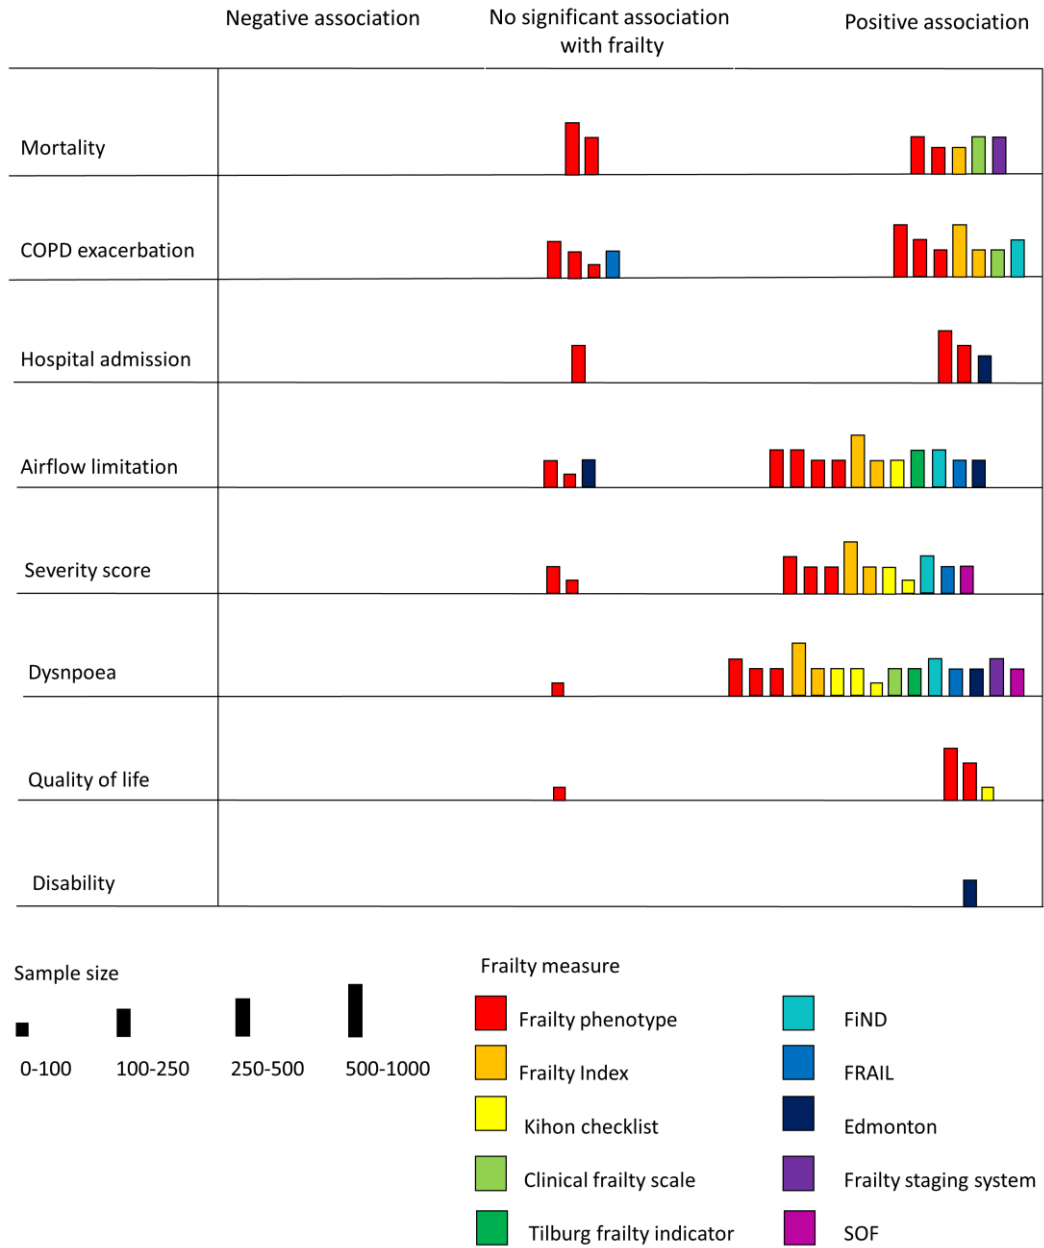 Negative association
No significant association
with frailty
Positive association
Mortality
COPD exacerbation
Hospital admission
Airflow limitation
Severity score
Dysnpoea
Quality of life
Disability
Sample size
0-100
100-250
250-500
500-1000
Frailty measure
Frailty phenotype
FiND
Frailty Index
FRAIL
Kihon checklist
Edmonton
Clinical frailty scale
Frailty staging system
Tilburg frailty indicator
SOF